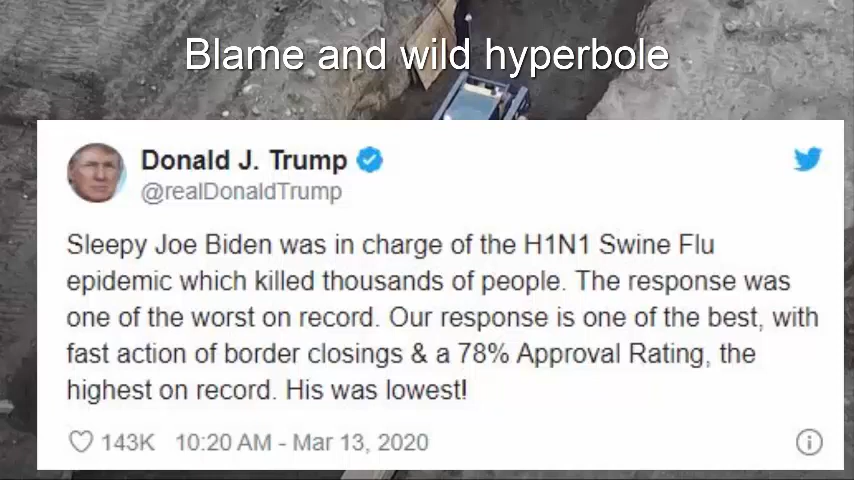 Blame and wild hyperbole
Donald J. Trump
@realDonaldTrump
Sleepy Joe Biden was in charge of the H1N1 Swine Flu
epidemic which killed thousands of people. The response was
one of the worst on record. Our response is one of the best, with
fast action of border closings & a 78% Approval Rating, the
highest on record. His was lowest!
143K 10:20 AM - Mar 13, 2020